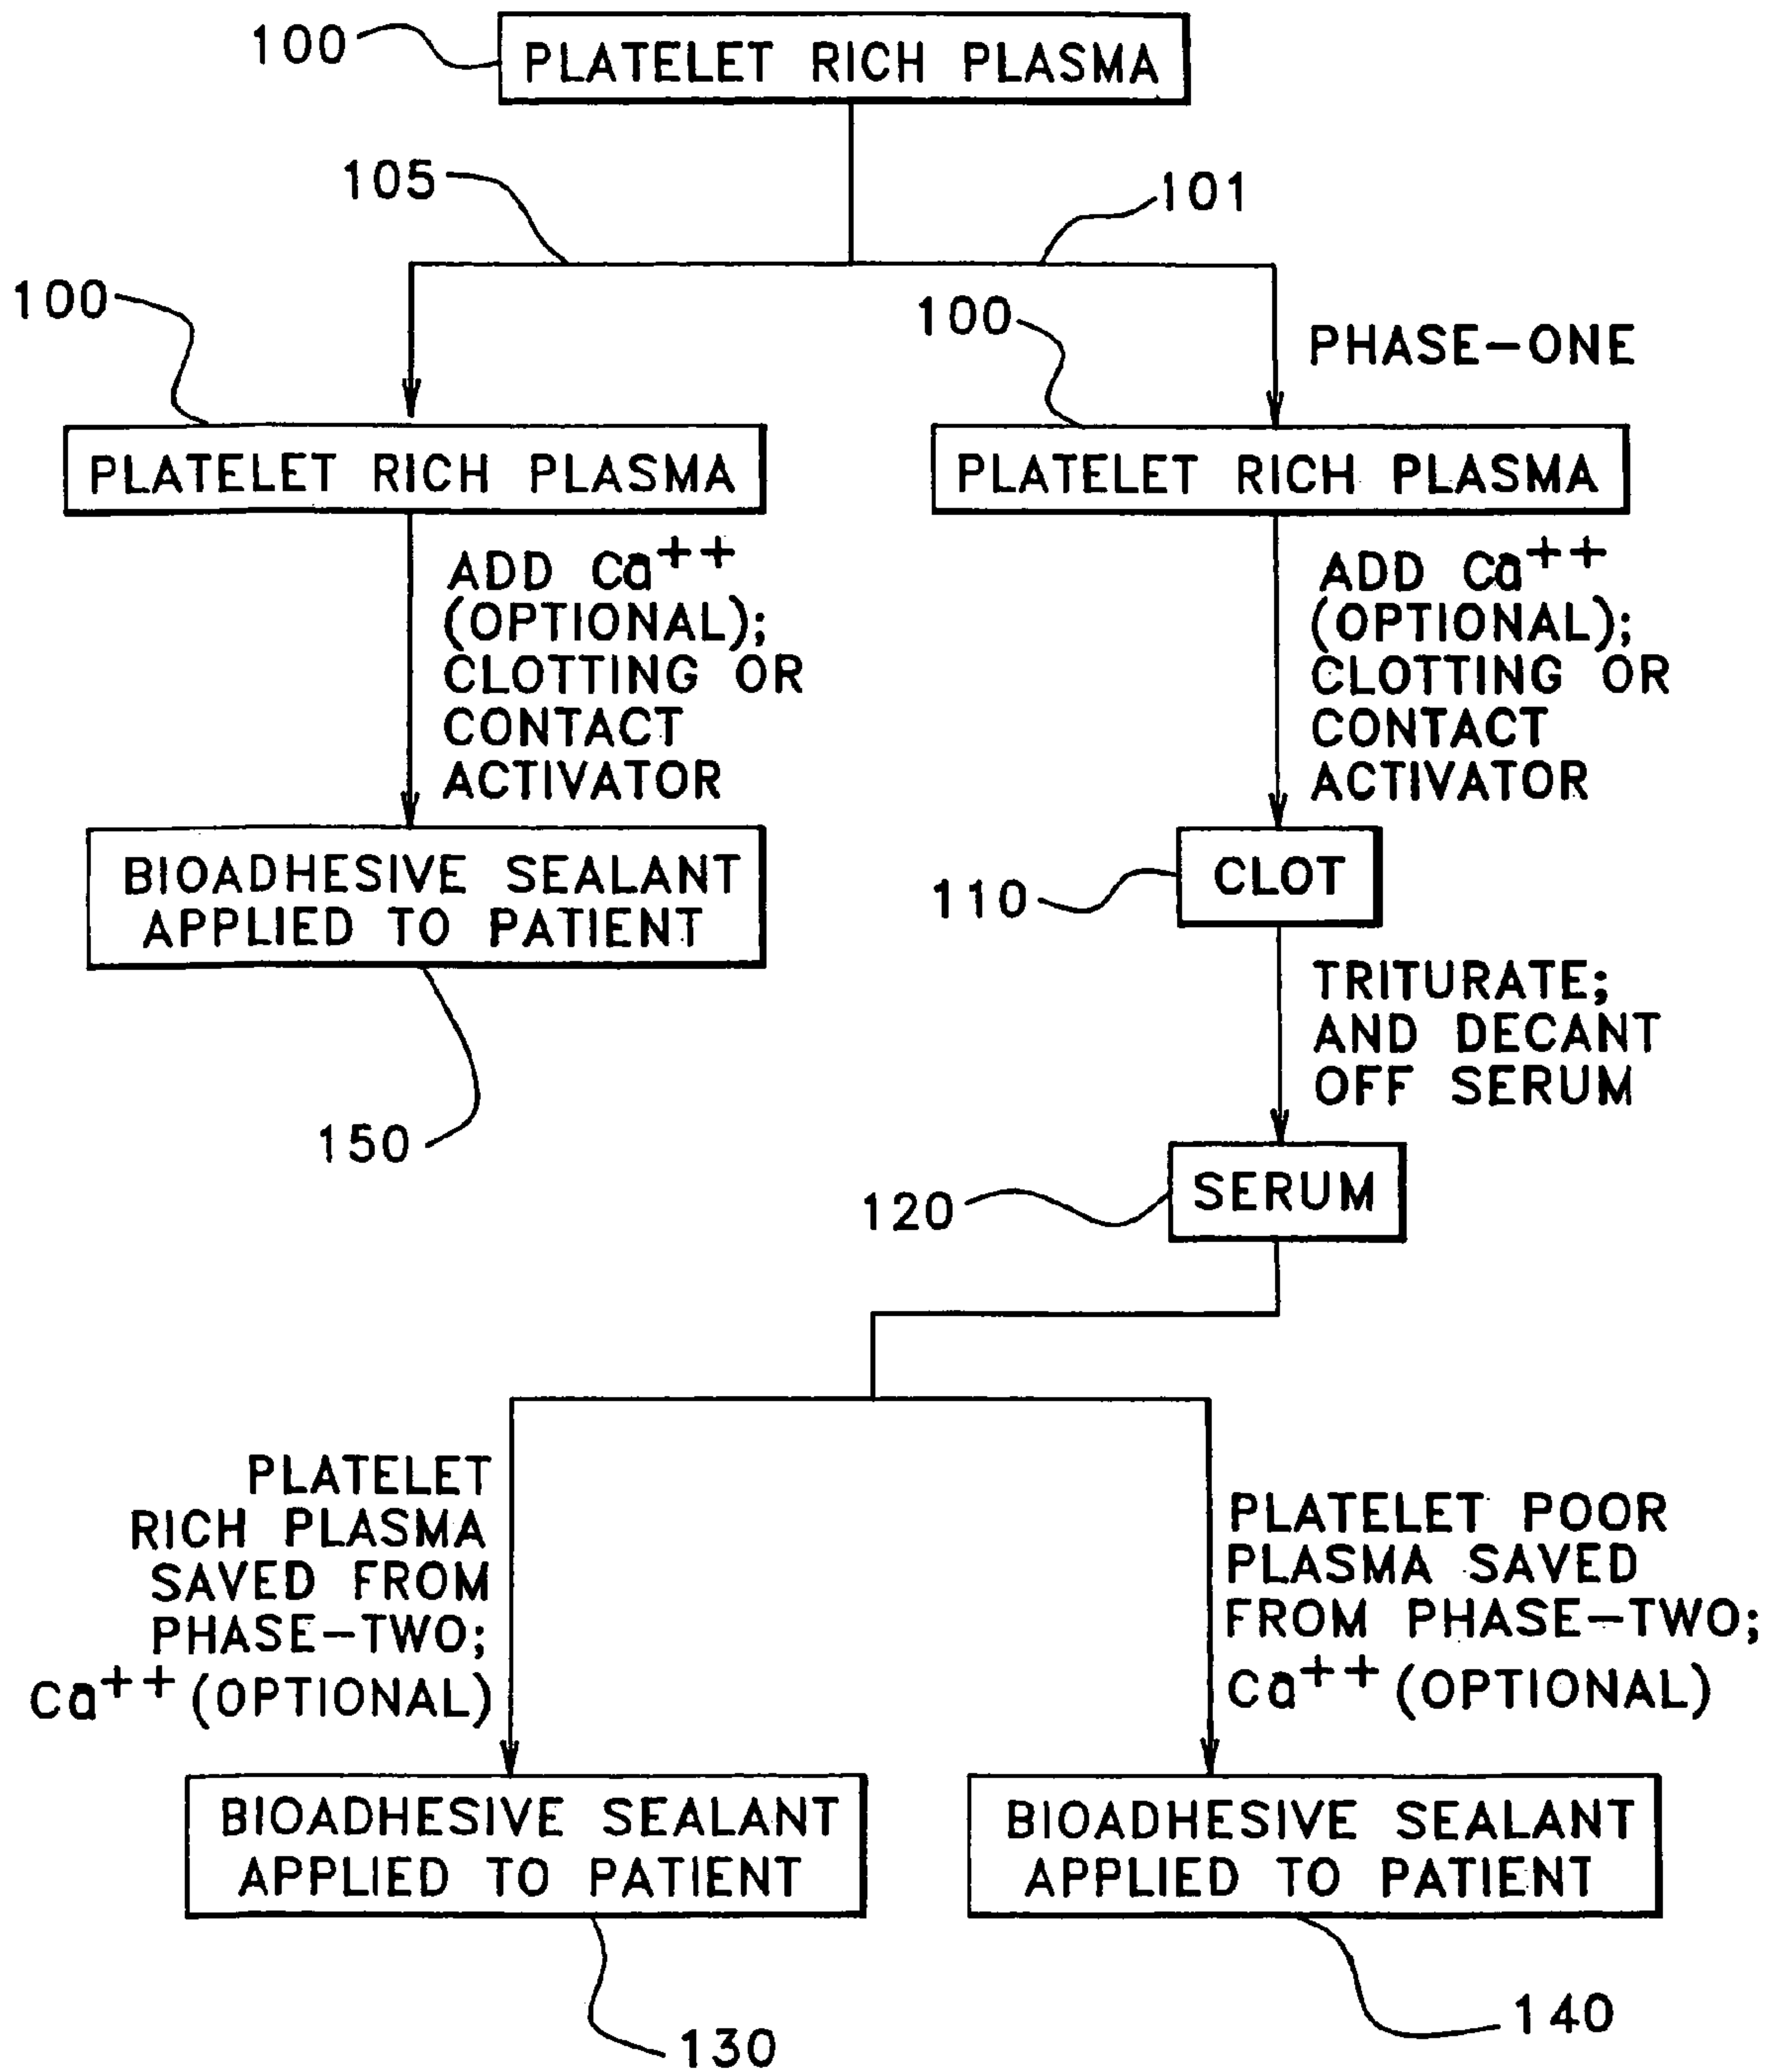 100
PLATELET RICH PLASMA
105
101
100
100
PHASE-ONE
PLATELET RICH PLASMA
PLATELET RICH PLASMA
ADD Ca++
(OPTIONAL);
CLOTTING OR
CONTACT
ACTIVATOR
ADD Ca++
(OPTIONAL);
CLOTTING OR
CONTACT
ACTIVATOR
BIOADHESIVE SEALANT
APPLIED TO PATIENT
150
110
CLOT
TRITURATE;
AND DECANT
OFF SERUM
120
SERUM
PLATELET
RICH PLASMA
SAVED FROM
PHASE-TWO;
Ca++ (OPTIONAL)
PLATELET POOR
PLASMA SAVED
FROM PHASE-TWO;
Ca++ (OPTIONAL)
BIOADHESIVE SEALANT
APPLIED TO PATIENT
BIOADHESIVE SEALANT
APPLIED TO PATIENT
130
140